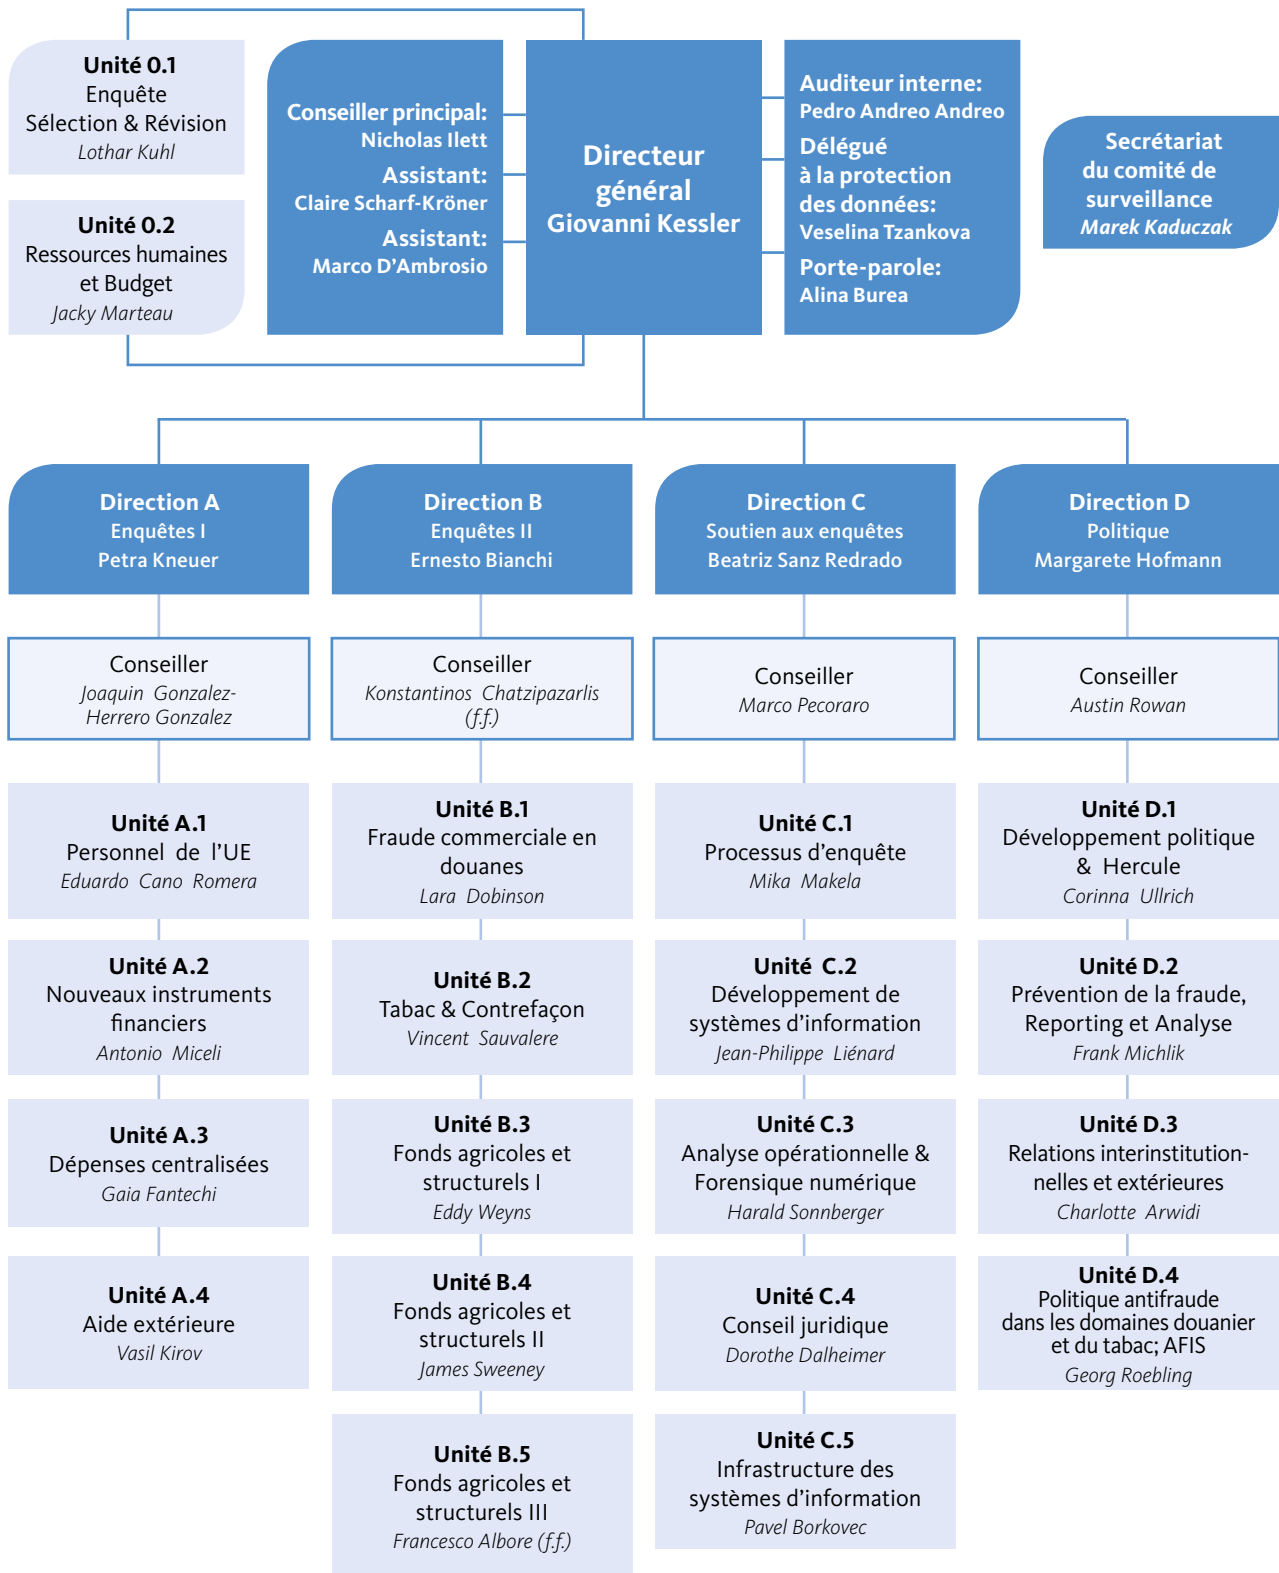 Unité 0.1
Enquête
Sélection & Révision
Lothar Kuhl
Unité 0.2
Ressources humaines
et Budget
Jacky Marteau
Conseiller principal:
Nicholas Ilett
Assistant:
Claire Scharf-Kröner
Assistant:
Marco D’Ambrosio
Directeur
général
Giovanni Kessler
Auditeur interne:
Pedro Andreo Andreo
Délégué
à la protection
des données:
Veselina Tzankova
Porte-parole:
Alina Burea
Secrétariat
du comité de
surveillance
Marek Kaduczak
Direction A
Enquêtes I
Petra Kneuer
Conseiller
Joaquin Gonzalez-
Herrero Gonzalez
Unité A.1
Personnel de l’UE
Eduardo Cano Romera
Unité A.2
Nouveaux instruments
financiers
Antonio Miceli
Unité A.3
Dépenses centralisées
Gaia Fantechi
Unité A.4
Aide extérieure
Vasil Kirov
Direction B
Enquêtes II
Ernesto Bianchi
Conseiller
Konstantinos Chatzipazarlis
(f.f.)
Unité B.1
Fraude commerciale en
douanes
Lara Dobinson
Unité B.2
Tabac & Contrefaçon
Vincent Sauvalere
Unité B.3
Fonds agricoles et
structurels I
Eddy Weyns
Unité B.4
Fonds agricoles et
structurels II
James Sweeney
Unité B.5
Fonds agricoles et
structurels III
Francesco Albore (f.f.)
Direction C
Soutien aux enquêtes
Beatriz Sanz Redrado
Conseiller
Marco Pecoraro
Unité C.1
Processus d’enquête
Mika Makela
Unité C.2
Développement de
systèmes d’information
Jean-Philippe Liénard
Unité C.3
Analyse opérationnelle &
Forensique numérique
Harald Sonnberger
Unité C.4
Conseil juridique
Dorothe Dalheimer
Unité C.5
Infrastructure des
systèmes d’information
Pavel Borkovec
Direction D
Politique
Margarete Hofmann
Conseiller
Austin Rowan
Unité D.1
Développement politique
& Hercule
Corinna Ullrich
Unité D.2
Prévention de la fraude,
Reporting et Analyse
Frank Michlik
Unité D.3
Relations interinstitution-
nelles et extérieures
Charlotte Arwidi
Unité D.4
Politique antifraude
dans les domaines douanier
et du tabac; AFIS
Georg Roebling